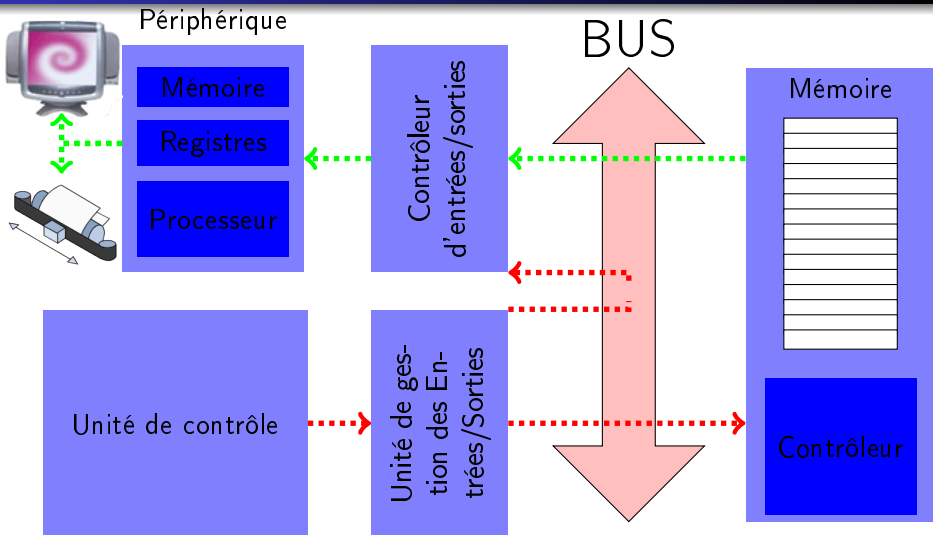 Périphérique
Mémoire
Registres
Processeur
Contrôleur
d'entrées/sorties
BUS
Mémoire
Contrôleur
Unité de contrôle
Unité de ges-
tion des En-
trées/Sorties